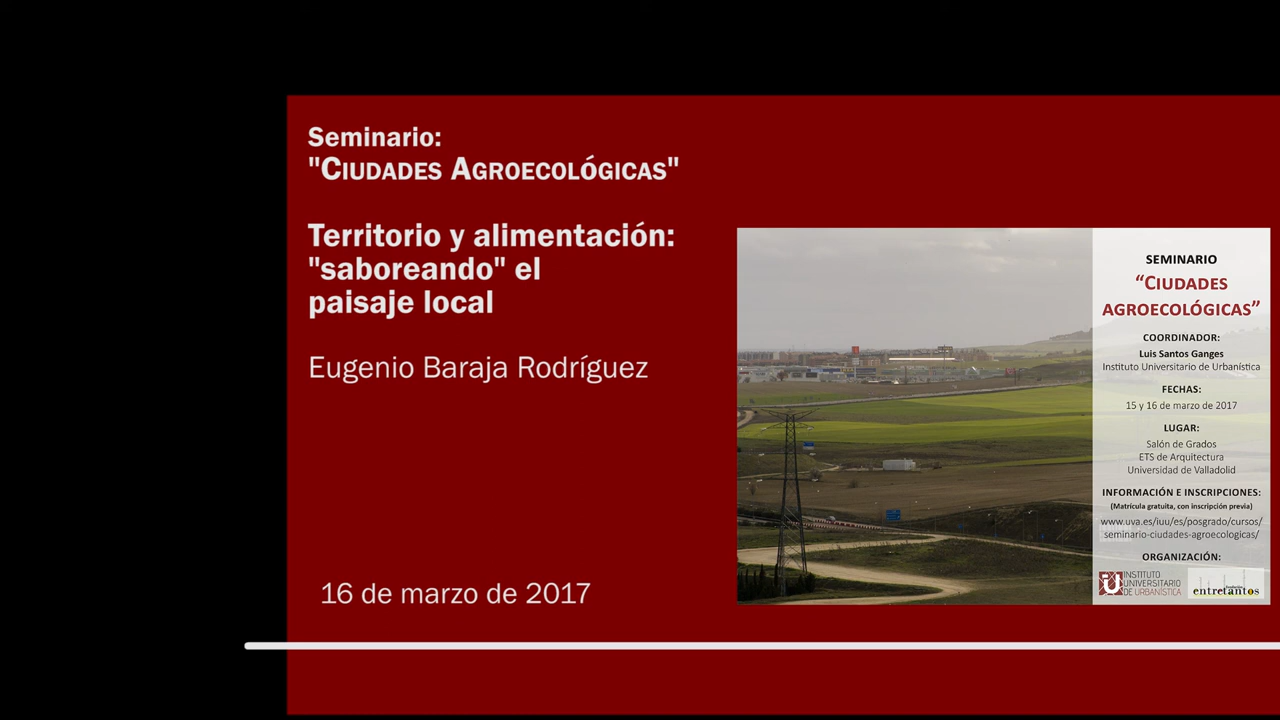 Seminario:
"CIUDADES AGROECOLÓGICAS"
Territorio y alimentación:
"saboreando" el
paisaje local
Eugenio Baraja Rodríguez
16 de marzo de 2017
SEMINARIO
“CIUDADES
AGROECOLÓGICAS”
COORDINADOR:
Luis Santos Ganges
Instituto Universitario de Urbanística
FECHAS:
15 y 16 de marzo de 2017
LUGAR:
Salón de Grados
ETS de Arquitectura
Universidad de Valladolid
INFORMACIÓN E INSCRIPCIONES:
(Matrícula gratuita, con inscripción previa)
www.uva.es/iuu/es/posgrado/cursos/
seminario-ciudades-agroecologicas/
ORGANIZACIÓN:
INSTITUTO
UNIVERSITARIO
DE URBANÍSTICA
entretantos